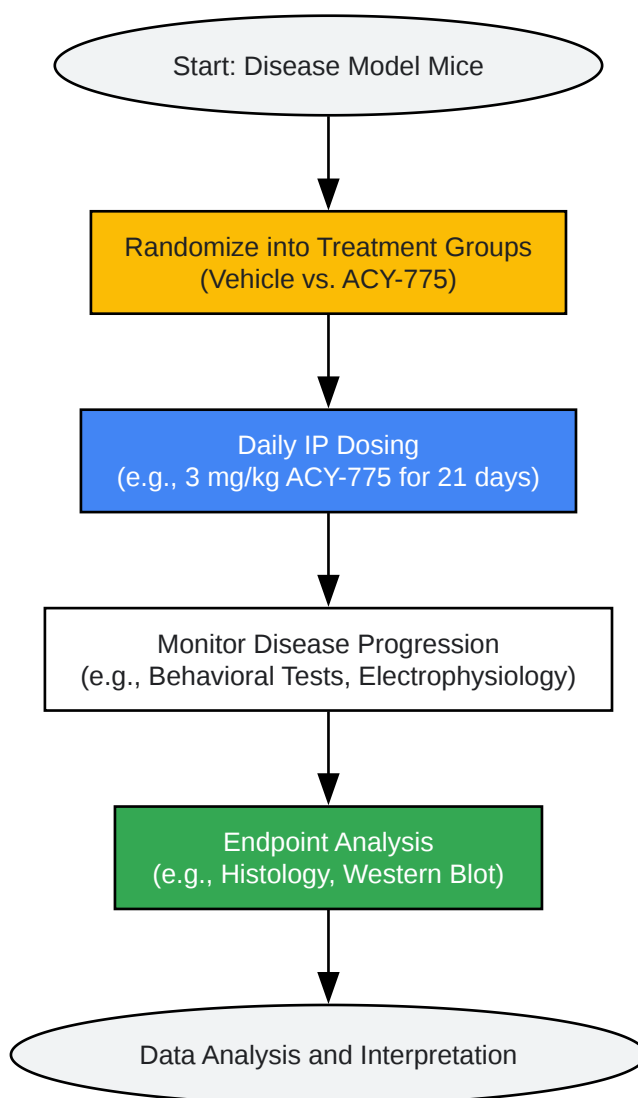 Start: Disease Model Mice
Randomize into Treatment Groups
(Vehicle vs. ACY-775)
Daily IP Dosing
(e.g., 3 mg/kg ACY-775 for 21 days)
Monitor Disease Progression
(e.g., Behavioral Tests, Electrophysiology)
Endpoint Analysis
(e.g., Histology, Western Blot)
Data Analysis and Interpretation